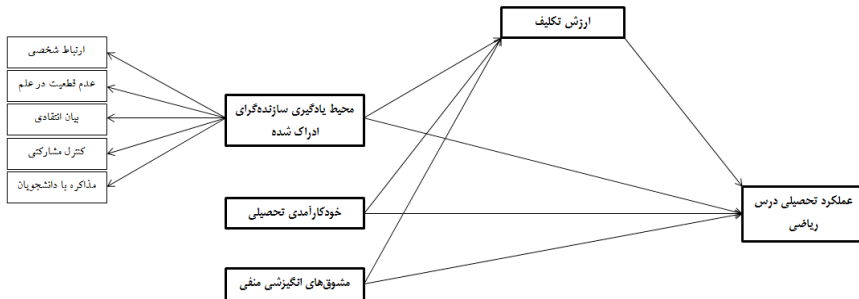 ارزش تکلیف
ارتباط شخصی
عدم قطعیت در علم
بیان انتقادی
کنترل مشارکتی
مذاکره با دانشجویان
محیط یادگیری سازنده‌گرای
ادراک شده
خودکارآمدی تحصیلی
مشوق‌های انگیزشی منفی
عملکرد تحصیلی درس
ریاضی